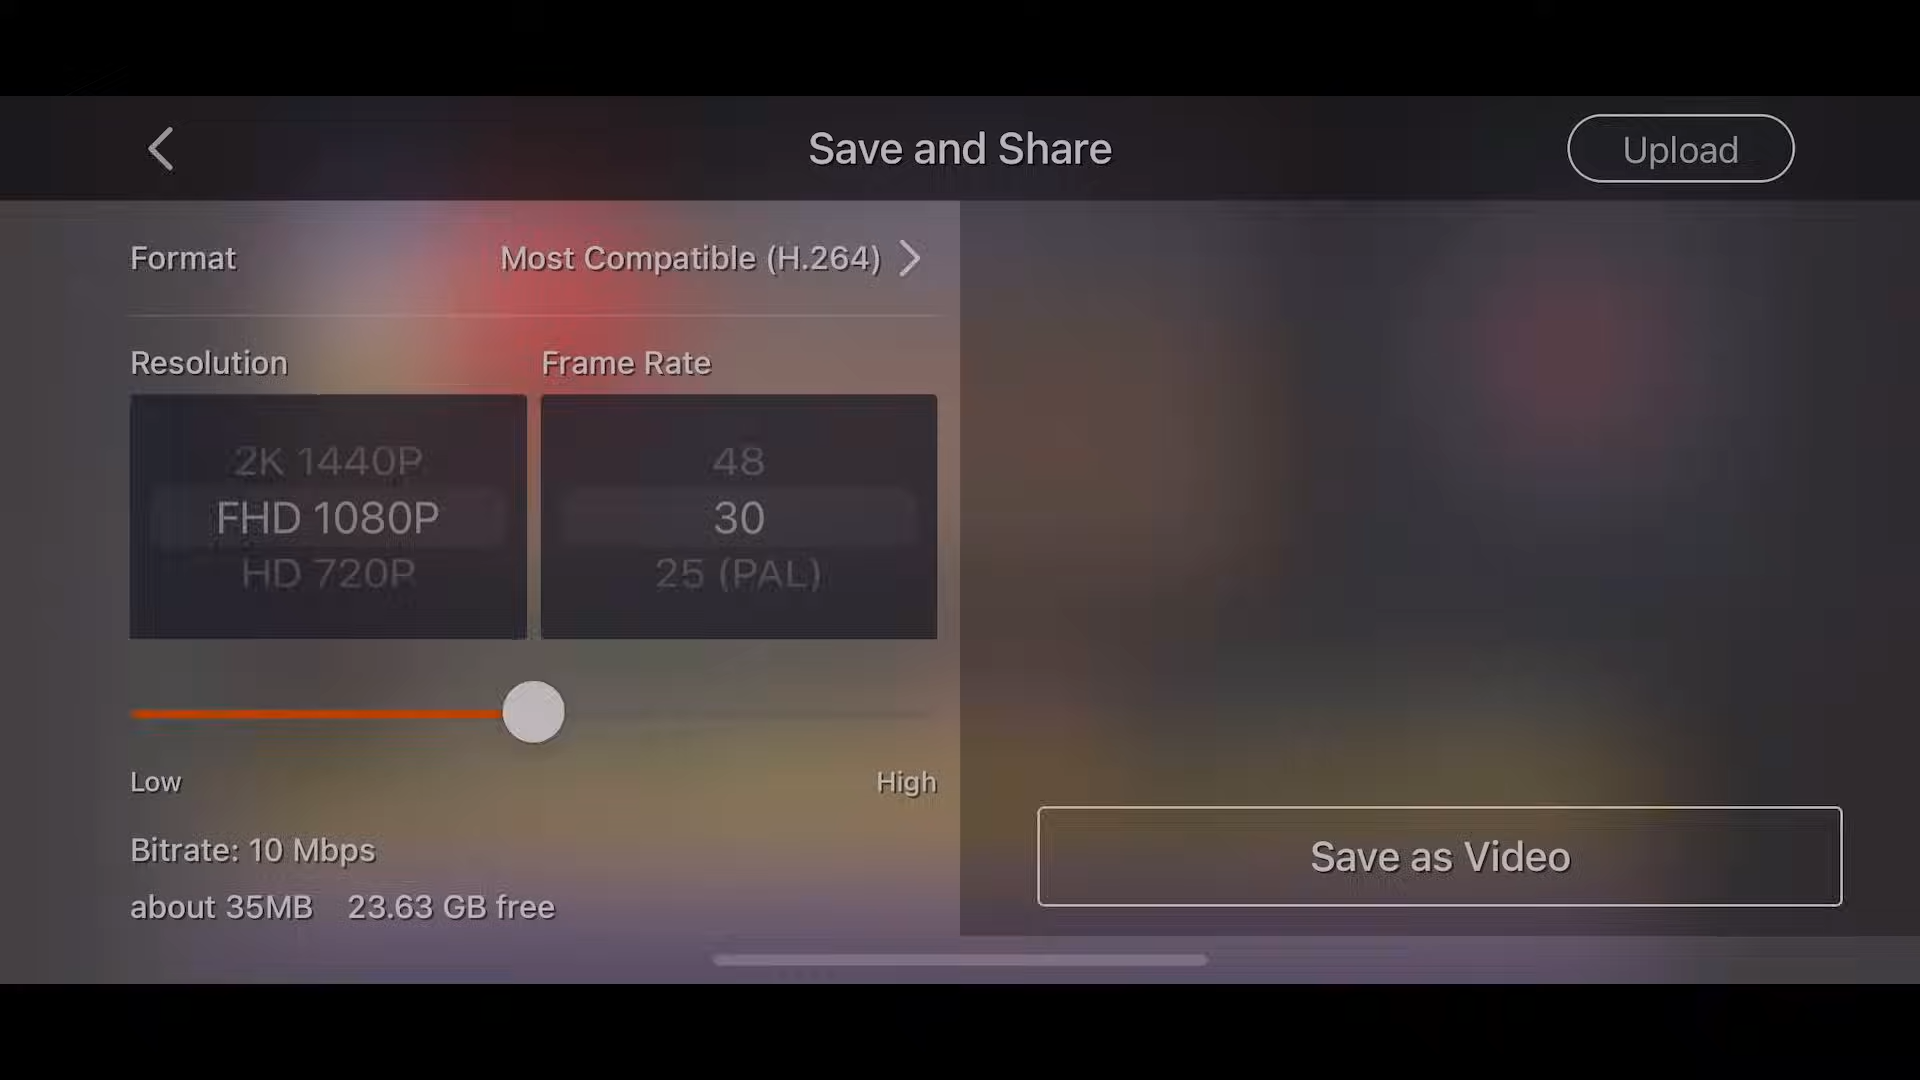 Save and Share
Upload
Format
Most Compatible (H.264)
Resolution
Frame Rate
2K 1440P
FHD 1080P
HD 720P
48
30
25 (PAL)
Low
High
Bitrate: 10 Mbps
about 35MB 23.63 GB free
Save as Video